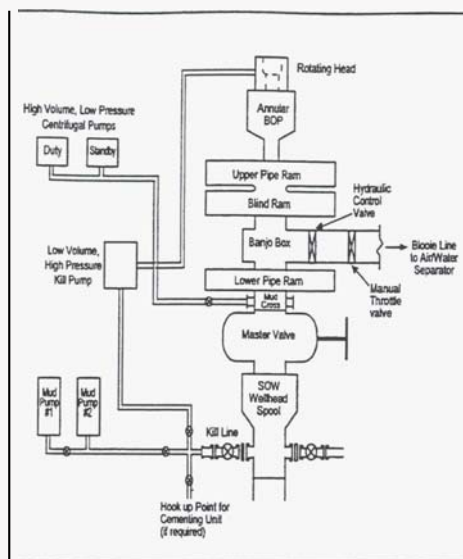 Rotating Head
Annular
BOP
High Volume, Low Pressure
Centrifugal Pumps
Duty
Standby
Upper Pipe Ram
Hydraulic
Control
Valve
Blind Ram
Banjo Box
Blooie Line
to Air/Water
Separator
Low Volume,
High Pressure
Kill Pump
Lower Pipe Ram
Manual
Throttle
valve
Mud
Cross
Master Valve
SOW
Wellhead
Spool
Mud
Pump
#1
Mud
Pump
#2
Kill Line
Hook up Point for
Cementing Unit
(if required)